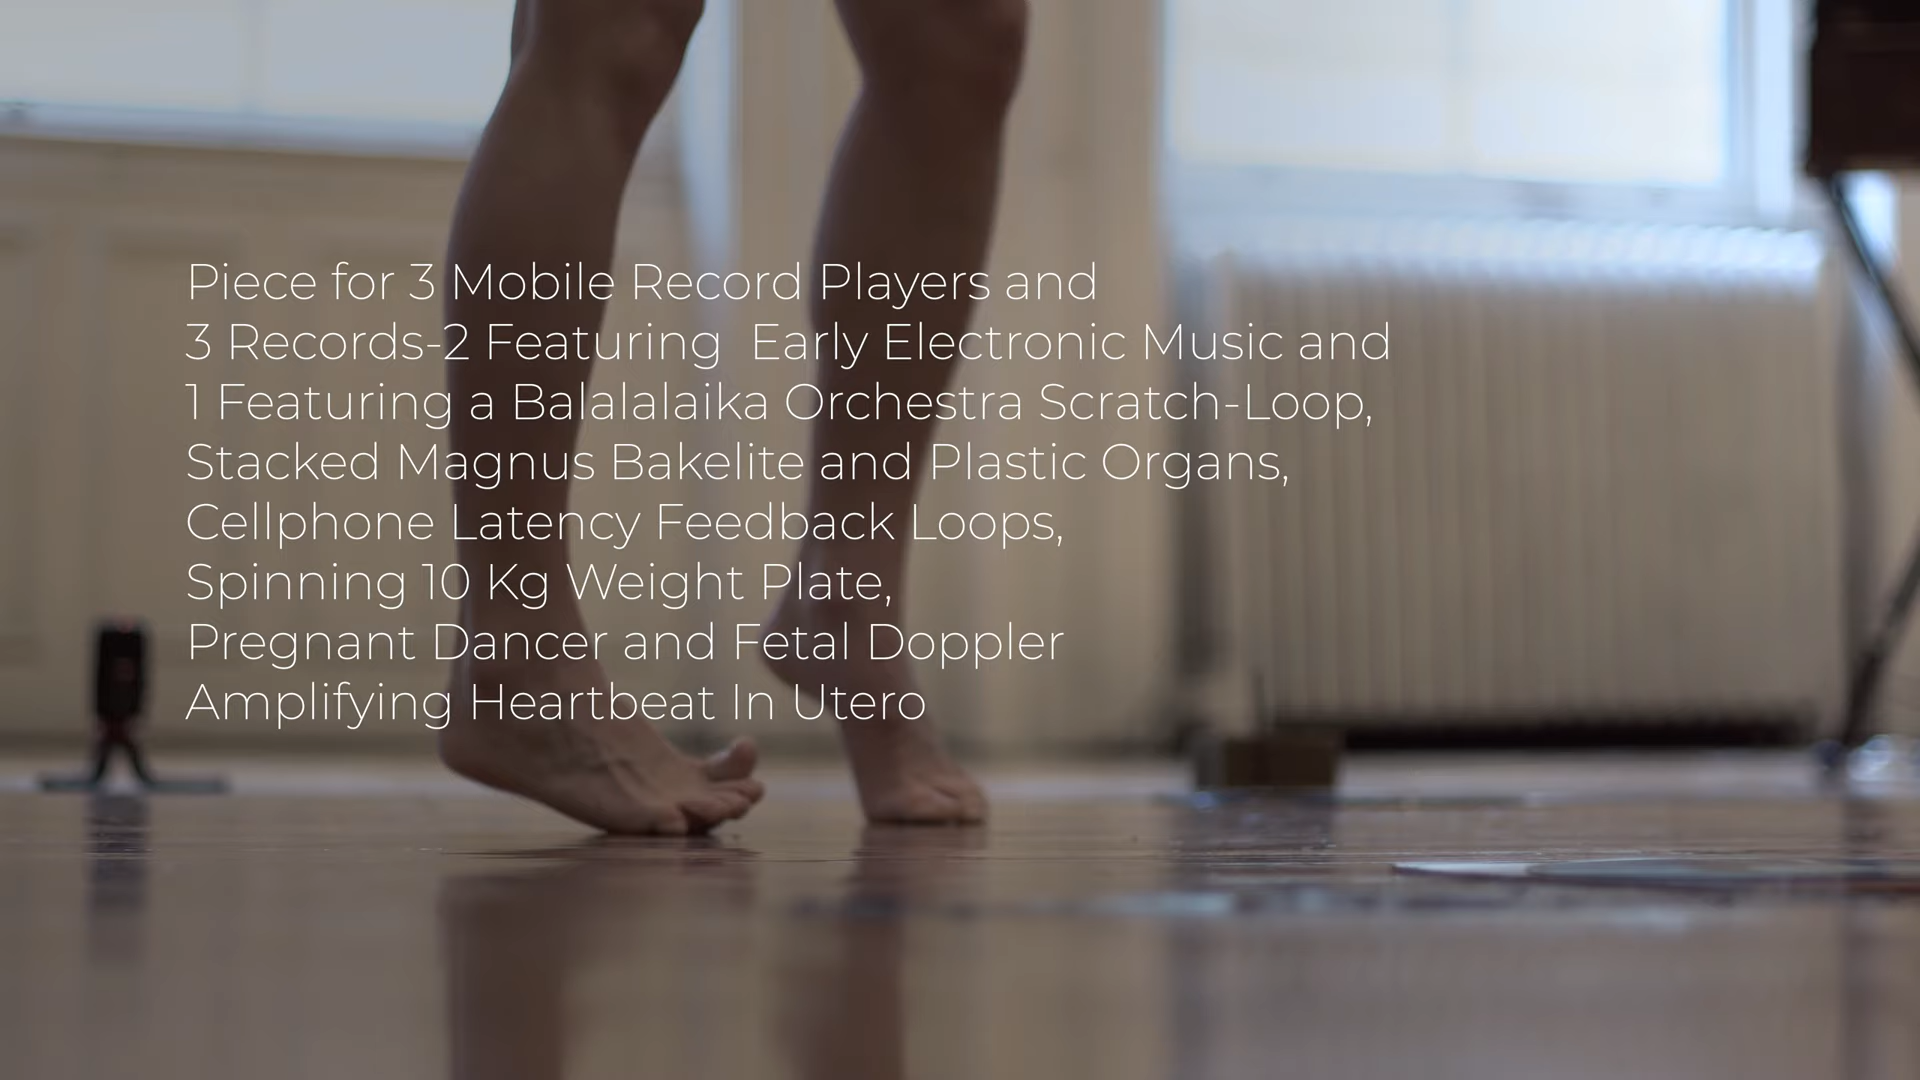 Piece for 3 Mobile Record Players and
3 Records-2 Featuring  Early Electronic Music and
1 Featuring a Balalalaika Orchestra Scratch-Loop,
Stacked Magnus Bakelite and Plastic Organs,
Cellphone Latency Feedback Loops,
Spinning 10 Kg Weight Plate,
Pregnant Dancer and Fetal Doppler
Amplifying Heartbeat In Utero